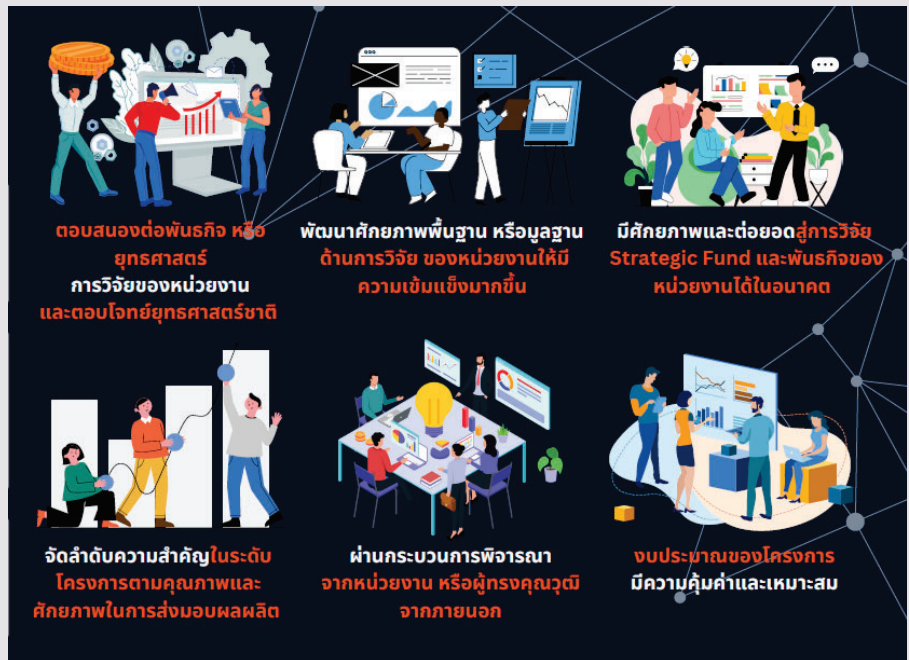 ตอบสนองต่อพันธกิจ หรือ
ยุทธศาสตร์
การวิจัยของหน่วยงาน
และตอบโจทย์ยุทธศาสตร์ชาติ
พัฒนาศักยภาพพื้นฐาน หรือมูลฐาน
ด้านการวิจัย ของหน่วยงานให้มี
ความเข้มแข็งมากขึ้น
มีศักยภาพและต่อยอดสู่การวิจัย
Strategic Fund และพันธกิจของ
หน่วยงานได้ในอนาคต
จัดลำดับความสำคัญในระดับ
โครงการตามคุณภาพและ
ศักยภาพในการส่งมอบผลผลิต
ผ่านกระบวนการพิจารณา
จากหน่วยงาน หรือผู้ทรงคุณวุฒิ
จากภายนอก
งบประมาณของโครงการ
มีความคุ้มค่าและเหมาะสม